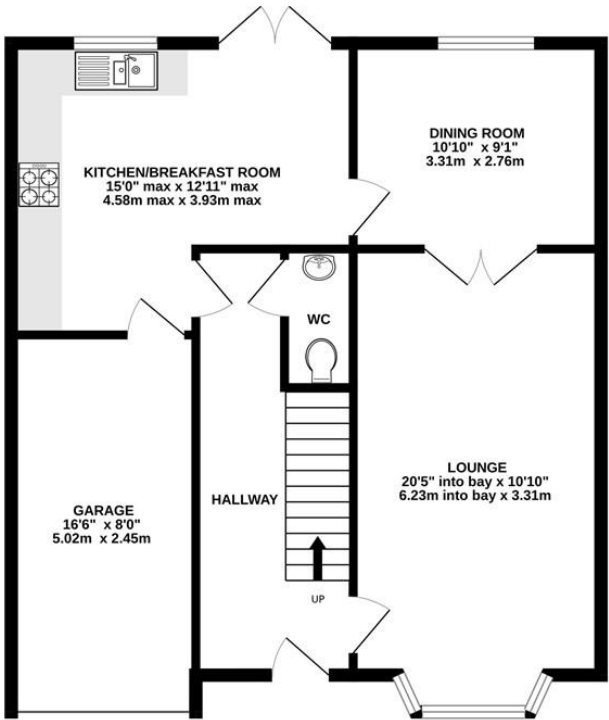 DINING ROOM
10'10" x 9'1"
3.31m x 2.76m
KITCHEN/BREAKFAST ROOM
15'0" max x 12'11" max
4.58m max x 3.93m max
WC
LOUNGE
20'5" into bay x 10'10"
6.23m into bay x 3.31m
HALLWAY
GARAGE
16'6" x 8'0"
5.02m x 2.45m
UP